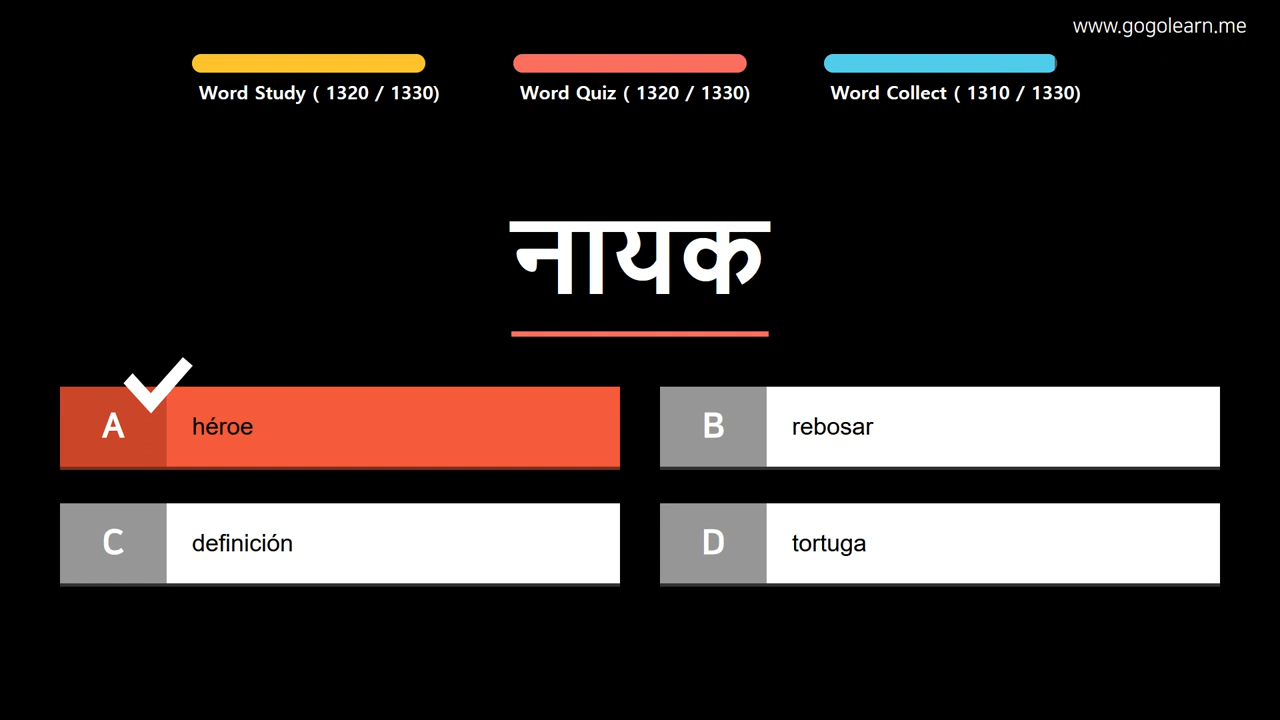 www.gogolearn.me
Word Study ( 1320 / 1330)
Word Quiz ( 1320 / 1330)
Word Collect ( 1310 / 1330)
नायक
A héroe
B rebosar
C definición
D tortuga